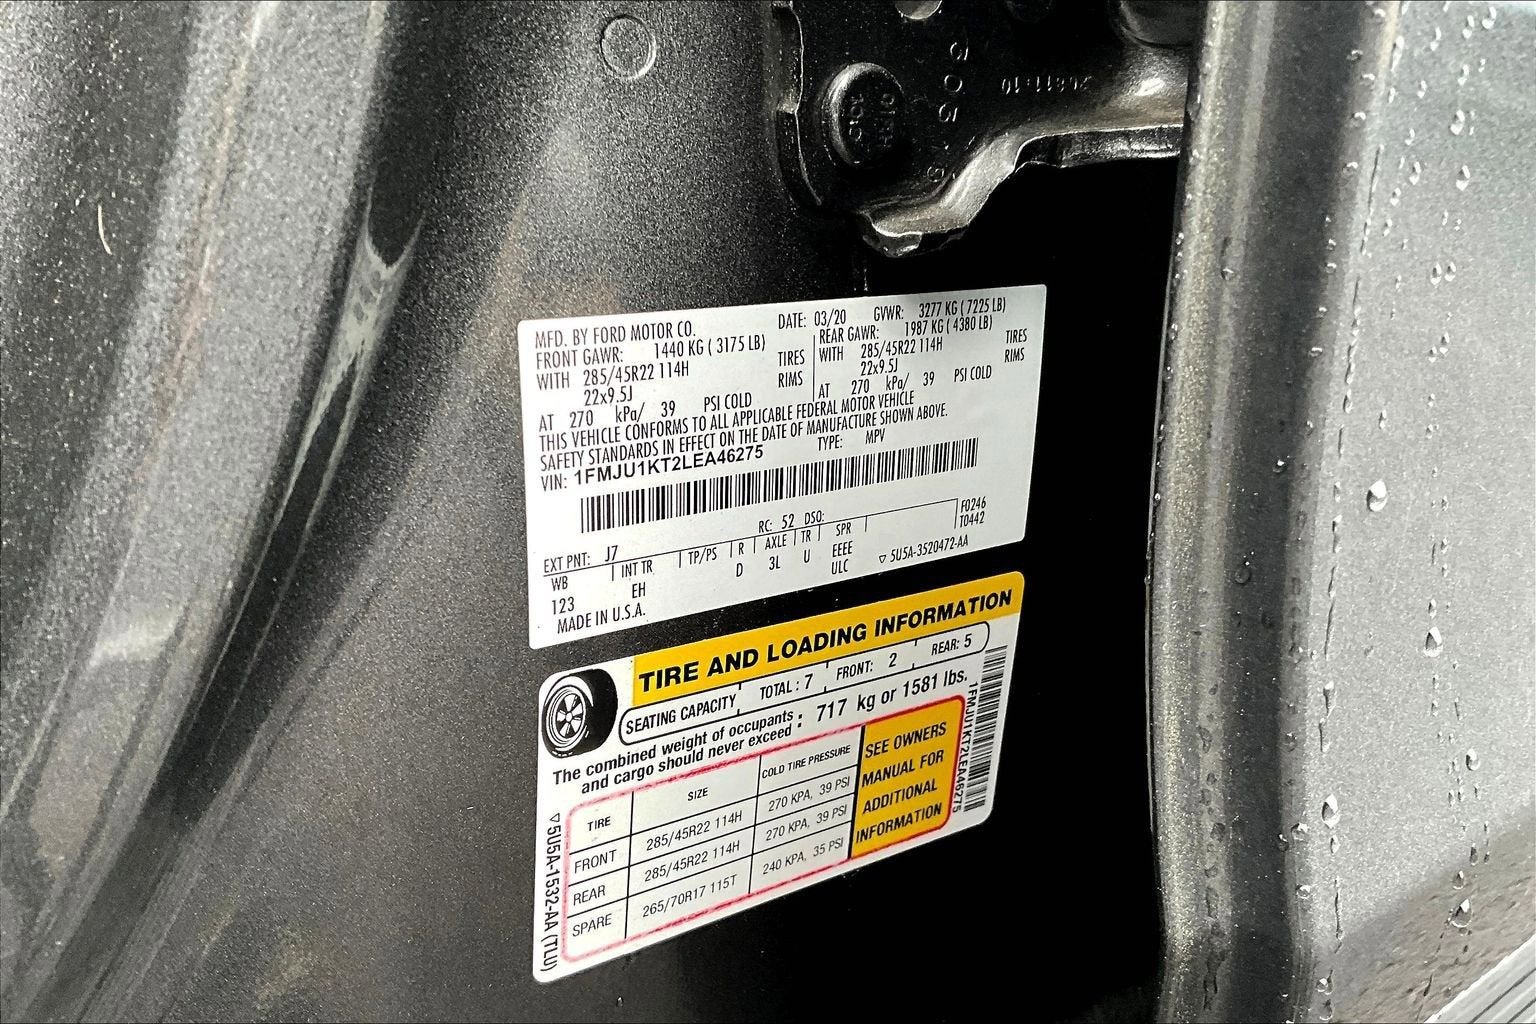 303
20811-10
MFD. BY FORD MOTOR CO.
DATE: 03/20 GVWR: 3277 KG ( 7225 LB)
FRONT GAWR: 1440 KG ( 3175 LB)
WITH 285/45R22 114H TIRES
22x9.5J RIMS
AT 270 kPa/ 39 PSI COLD
REAR GAWR: 1987 KG ( 4380 LB)
WITH 285/45R22 114H TIRES
22x9.5J RIMS
AT 270 kPa/ 39 PSI COLD
THIS VEHICLE CONFORMS TO ALL APPLICABLE FEDERAL MOTOR VEHICLE
SAFETY STANDARDS IN EFFECT ON THE DATE OF MANUFACTURE SHOWN ABOVE.
VIN: 1FMJU1KT2LEA46275 TYPE: MPV
F0246
T0442
EXT PNT: J7 RC: 52 DSO:
WB INT TR TP/PS R AXLE TR SPR
123 EH D 3L U EEEE
ULC
▽ 5U5A-3520472-AA
MADE IN U.S.A.
TIRE AND LOADING INFORMATION
SEATING CAPACITY TOTAL : 7 FRONT: 2 REAR: 5
The combined weight of occupants
and cargo should never exceed : 717 kg or 1581 lbs.
TIRE SIZE COLD TIRE PRESSURE
FRONT 285/45R22 114H 270 KPA, 39 PSI
REAR 285/45R22 114H 270 KPA, 39 PSI
SPARE 265/70R17 115T 240 KPA, 35 PSI
SEE OWNERS
MANUAL FOR
ADDITIONAL
INFORMATION
1FMJU1KT2LEA46275
▽5U5A-1532-AA (TLU)